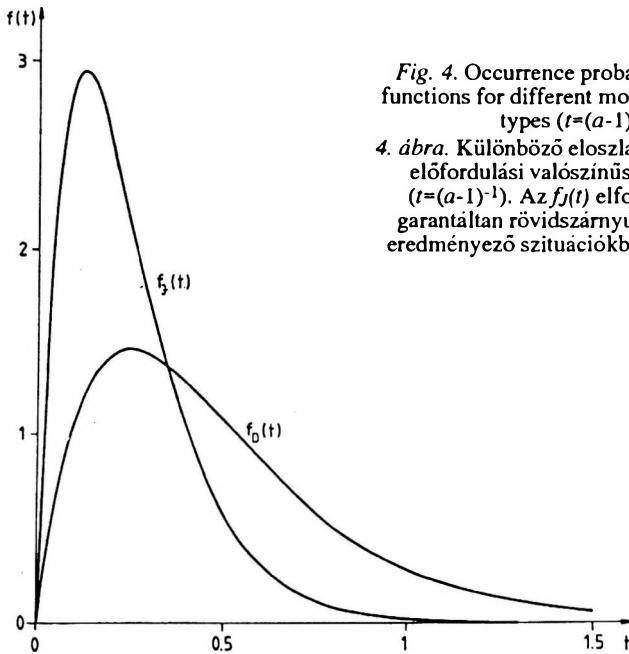 f(t)
3
2
1
0
0
0.5
1
1.5
t
f_J(t)
f_D(t)
Fig. 4. Occurrence proba
functions for different mo
types (t=(a-1)
4. ábra. Különböző eloszla
előfordulási valószínűs
(t=(a-1)⁻¹). Az f_J(t) elfo
garantáltan rövidszárnyu
eredményező szituációkb